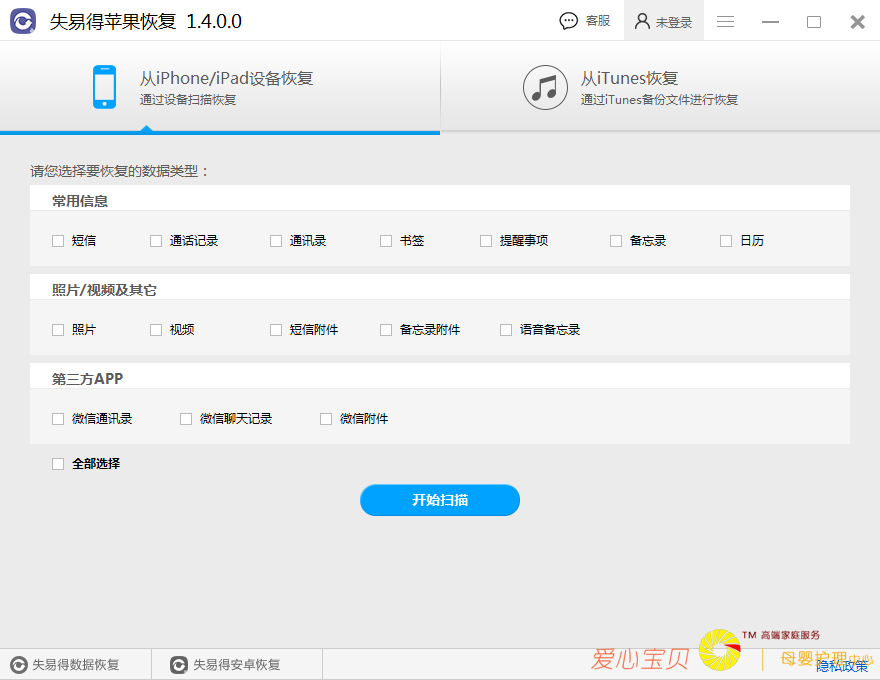 失易得苹果恢复 1.4.0.0
客服
未登录
从iPhone/iPad设备恢复
通过设备扫描恢复
从iTunes恢复
通过iTunes备份文件进行恢复
请您选择要恢复的数据类型：
常用信息
短信 通话记录 通讯录 书签 提醒事项 备忘录 日历
照片/视频及其它
照片 视频 短信附件 备忘录附件 语音备忘录
第三方APP
微信通讯录 微信聊天记录 微信附件
全部选择
开始扫描
失易得数据恢复
失易得安卓恢复
爱心宝贝
TM 高端家庭服务
母婴护理中心
隐私政策